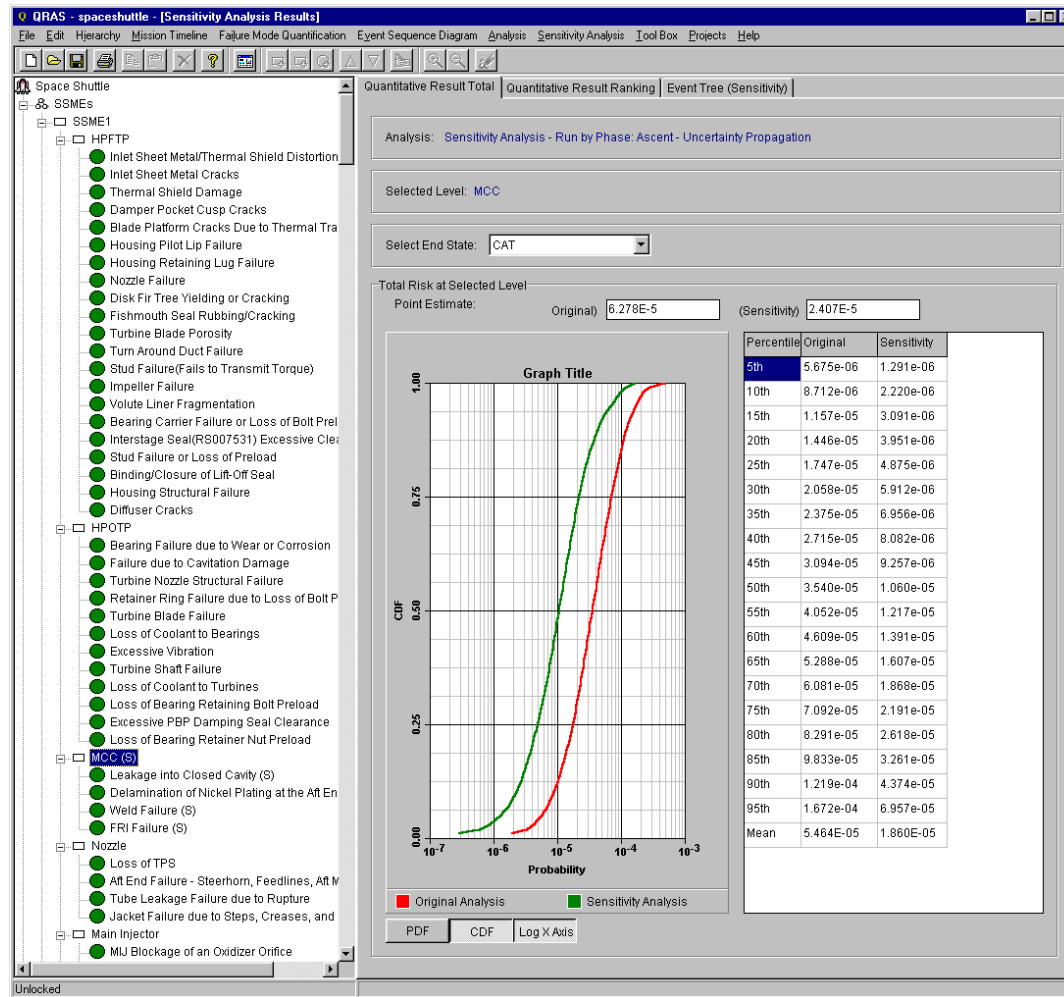 QRAS - spaceshuttle - [Sensitivity Analysis Results]
File Edit Hierarchy Mission Timeline Failure Mode Quantification Event Sequence Diagram Analysis Sensitivity Analysis Tool Box Projects Help
Space Shuttle
SSMEs
SSME1
HPFTP
Inlet Sheet Metal/Thermal Shield Distortion
Inlet Sheet Metal Cracks
Thermal Shield Damage
Damper Pocket Cusp Cracks
Blade Platform Cracks Due to Thermal Tra
Housing Pilot Lip Failure
Housing Retaining Lug Failure
Nozzle Failure
Disk Fir Tree Yielding or Cracking
Fishmouth Seal Rubbing/Cracking
Turbine Blade Porosity
Turn Around Duct Failure
Stud Failure(Fails to Transmit Torque)
Impeller Failure
Volute Liner Fragmentation
Bearing Carrier Failure or Loss of Bolt Prel
Interstage Seal(RS007531) Excessive Clea
Stud Failure or Loss of Preload
Binding/Closure of Lift-Off Seal
Housing Structural Failure
Diffuser Cracks
HPOTP
Bearing Failure due to Wear or Corrosion
Failure due to Cavitation Damage
Turbine Nozzle Structural Failure
Retainer Ring Failure due to Loss of Bolt P
Turbine Blade Failure
Loss of Coolant to Bearings
Excessive Vibration
Turbine Shaft Failure
Loss of Coolant to Turbines
Loss of Bearing Retaining Bolt Preload
Excessive PBP Damping Seal Clearance
Loss of Bearing Retainer Nut Preload
MCC (S)
Leakage into Closed Cavity (S)
Delamination of Nickel Plating at the Aft En
Weld Failure (S)
FRI Failure (S)
Nozzle
Loss of TPS
Aft End Failure - Steerhorn, Feedlines, Aft M
Tube Leakage Failure due to Rupture
Jacket Failure due to Steps, Creases, and
Main Injector
MIJ Blockage of an Oxidizer Orifice
Unlocked
Quantitative Result Total Quantitative Result Ranking Event Tree (Sensitivity)
Analysis: Sensitivity Analysis - Run by Phase: Ascent - Uncertainty Propagation
Selected Level: MCC
Select End State: CAT
Total Risk at Selected Level
Point Estimate: Original) 6.278E-5 (Sensitivity) 2.407E-5
Graph Title
CDF
1.00
0.75
0.50
0.25
0.00
10-7 10-6 10-5 10-4 10-3
Probability
Original Analysis Sensitivity Analysis
PDF CDF Log X Axis
Percentile Original Sensitivity
5th 5.675e-06 1.291e-06
10th 8.712e-06 2.220e-06
15th 1.157e-05 3.091e-06
20th 1.446e-05 3.951e-06
25th 1.747e-05 4.875e-06
30th 2.058e-05 5.912e-06
35th 2.375e-05 6.956e-06
40th 2.715e-05 8.082e-06
45th 3.094e-05 9.257e-06
50th 3.540e-05 1.060e-05
55th 4.052e-05 1.217e-05
60th 4.609e-05 1.391e-05
65th 5.288e-05 1.607e-05
70th 6.081e-05 1.868e-05
75th 7.092e-05 2.191e-05
80th 8.291e-05 2.618e-05
85th 9.833e-05 3.261e-05
90th 1.219e-04 4.374e-05
95th 1.672e-04 6.957e-05
Mean 5.464E-05 1.860E-05